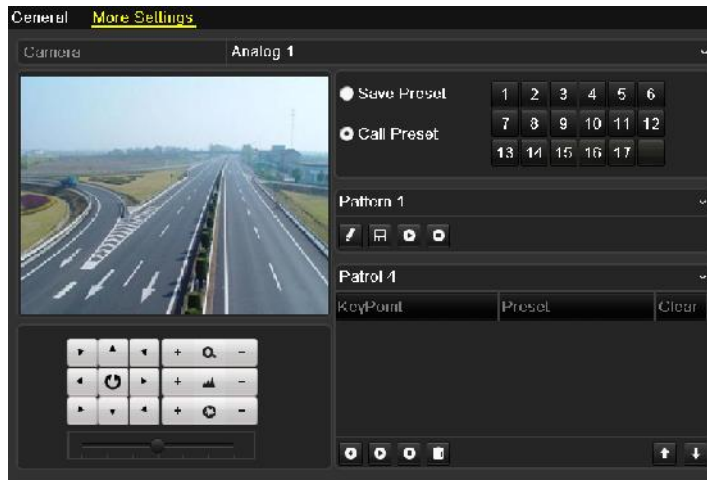 General More Settings
Camera Analog 1
Save Preset 1 2 3 4 5 6
Call Preset 7 8 9 10 11 12
13 14 15 16 17
Pattern 1
Patrol 1
KeyPoint Preset Clear